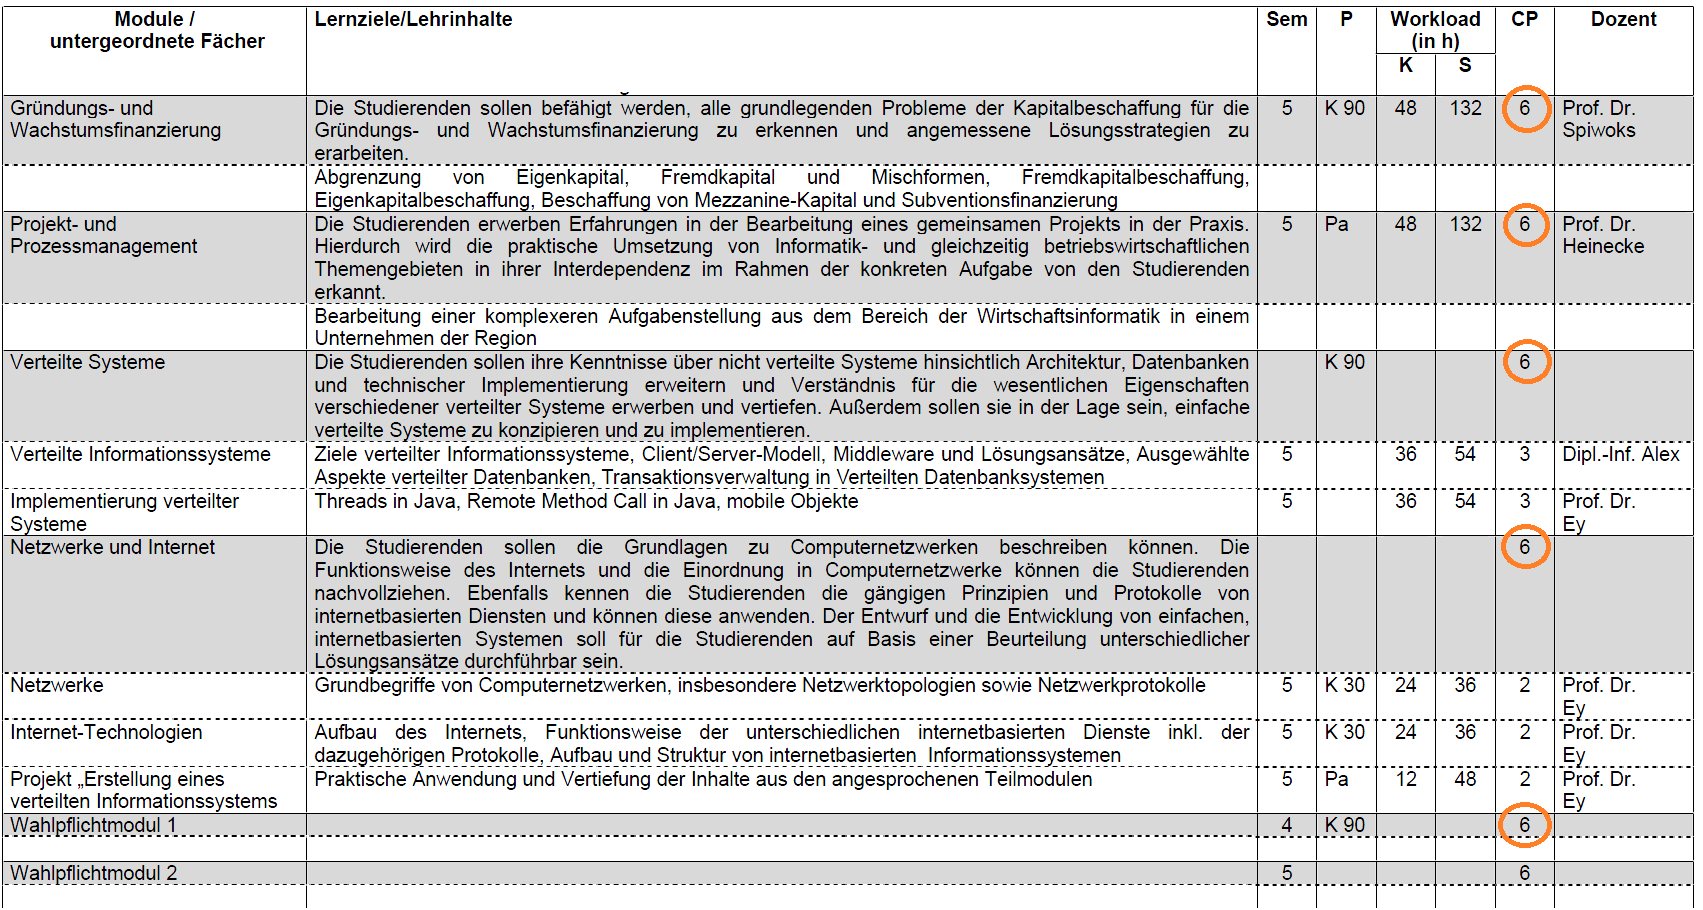 Module /
untergeordnete Fächer
Lernziele/Lehrinhalte
Sem
P
Workload
(in h)
K
S
CP
Dozent
Gründungs- und
Wachstumsfinanzierung
Die Studierenden sollen befähigt werden, alle grundlegenden Probleme der Kapitalbeschaffung für die
Gründungs- und Wachstumsfinanzierung zu erkennen und angemessene Lösungsstrategien zu
erarbeiten.
5
K 90
48
132
6
Prof. Dr.
Spiwoks
Abgrenzung von Eigenkapital, Fremdkapital und Mischformen, Fremdkapitalbeschaffung,
Eigenkapitalbeschaffung, Beschaffung von Mezzanine-Kapital und Subventionsfinanzierung
Projekt- und
Prozessmanagement
Die Studierenden erwerben Erfahrungen in der Bearbeitung eines gemeinsamen Projekts in der Praxis.
Hierdurch wird die praktische Umsetzung von Informatik- und gleichzeitig betriebswirtschaftlichen
Themengebieten in ihrer Interdependenz im Rahmen der konkreten Aufgabe von den Studierenden
erkannt.
5
Pa
48
132
6
Prof. Dr.
Heinecke
Bearbeitung einer komplexeren Aufgabenstellung aus dem Bereich der Wirtschaftsinformatik in einem
Unternehmen der Region
Verteilte Systeme
Die Studierenden sollen ihre Kenntnisse über nicht verteilte Systeme hinsichtlich Architektur, Datenbanken
und technischer Implementierung erweitern und Verständnis für die wesentlichen Eigenschaften
verschiedener verteilter Systeme erwerben und vertiefen. Außerdem sollen sie in der Lage sein, einfache
verteilte Systeme zu konzipieren und zu implementieren.
K 90
6
Verteilte Informationssysteme
Ziele verteilter Informationssysteme, Client/Server-Modell, Middleware und Lösungsansätze, Ausgewählte
Aspekte verteilter Datenbanken, Transaktionsverwaltung in Verteilten Datenbanksystemen
5
36
54
3
Dipl.-Inf. Alex
Implementierung verteilter
Systeme
Threads in Java, Remote Method Call in Java, mobile Objekte
5
36
54
3
Prof. Dr.
Ey
Netzwerke und Internet
Die Studierenden sollen die Grundlagen zu Computernetzwerken beschreiben können. Die
Funktionsweise des Internets und die Einordnung in Computernetzwerke können die Studierenden
nachvollziehen. Ebenfalls kennen die Studierenden die gängigen Prinzipien und Protokolle von
internetbasierten Diensten und können diese anwenden. Der Entwurf und die Entwicklung von einfachen,
internetbasierten Systemen soll für die Studierenden auf Basis einer Beurteilung unterschiedlicher
Lösungsansätze durchführbar sein.
6
Netzwerke
Grundbegriffe von Computernetzwerken, insbesondere Netzwerktopologien sowie Netzwerkprotokolle
5
K 30
24
36
2
Prof. Dr.
Ey
Internet-Technologien
Aufbau des Internets, Funktionsweise der unterschiedlichen internetbasierten Dienste inkl. der
dazugehörigen Protokolle, Aufbau und Struktur von internetbasierten Informationssystemen
5
K 30
24
36
2
Prof. Dr.
Ey
Projekt „Erstellung eines
verteilten Informationssystems
Praktische Anwendung und Vertiefung der Inhalte aus den angesprochenen Teilmodulen
5
Pa
12
48
2
Prof. Dr.
Ey
Wahlpflichtmodul 1
4
K 90
6
Wahlpflichtmodul 2
5
6